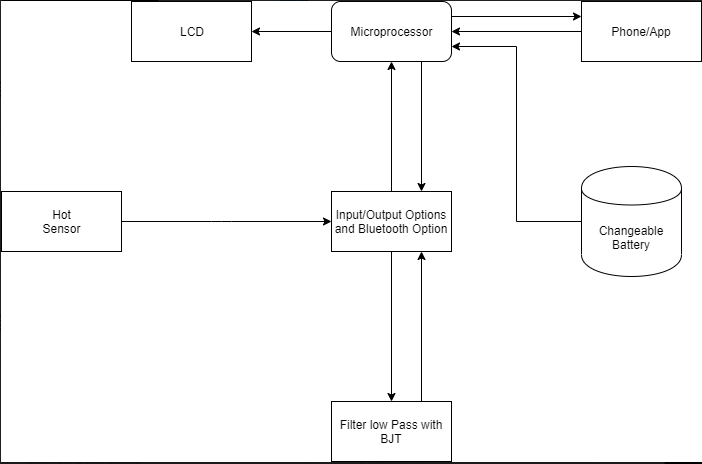 LCD
Microprocessor
Phone/App
Hot
Sensor
Input/Output Options
and Bluetooth Option
Changeable
Battery
Filter low Pass with
BJT